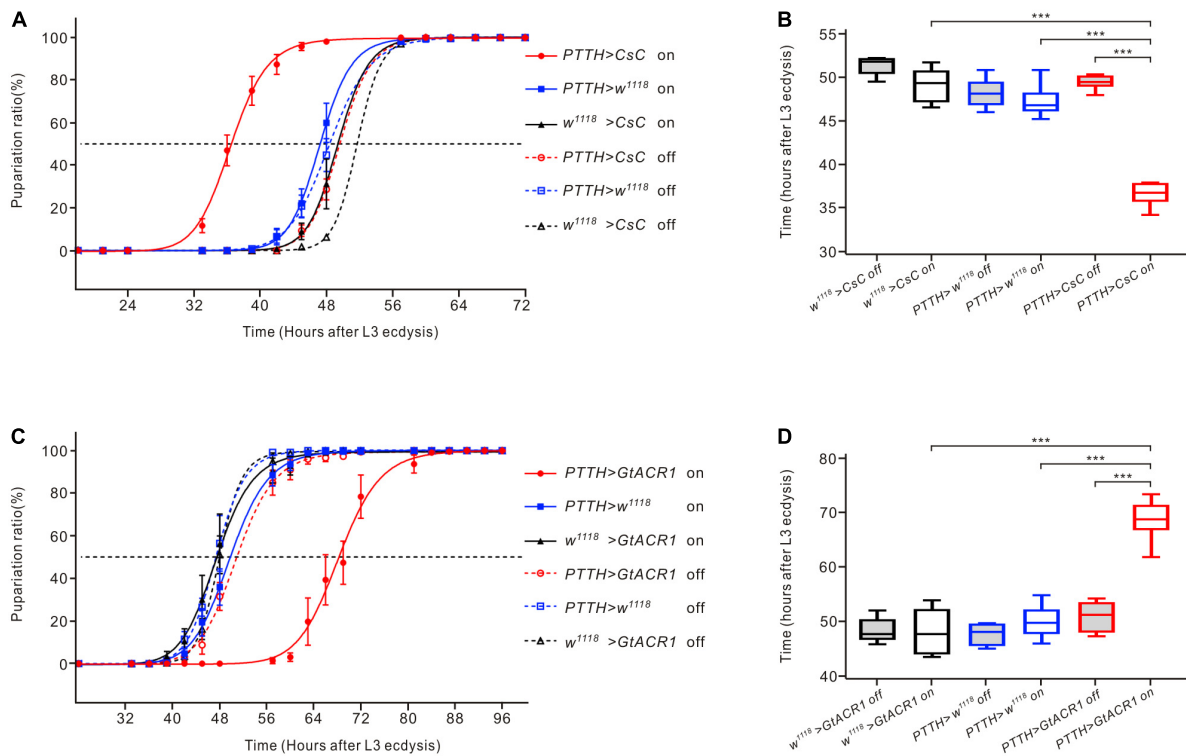 A
Pupariation ratio(%)
100
80
60
40
20
0
24 32 40 48 56 64 72
Time (Hours after L3 ecdysis)
PTTH>CsC on
PTTH>w1118 on
w1118 >CsC on
PTTH>CsC off
PTTH>w1118 off
w1118 >CsC off
B
Time (hours after L3 ecdysis)
55
50
45
40
35
30
***
***
***
w1118>CsC off
w1118>CsC on
PTTH>w1118 off
PTTH>w1118 on
PTTH>CsC off
PTTH>CsC on
C
Pupariation ratio(%)
100
80
60
40
20
0
32 40 48 56 64 72 80 88 96
Time (Hours after L3 ecdysis)
PTTH>GtACR1 on
PTTH>w1118 on
w1118 >GtACR1 on
PTTH>GtACR1 off
PTTH>w1118 off
w1118 >GtACR1 off
D
Time (hours after L3 ecdysis)
80
70
60
50
40
***
***
***
w1118>GtACR1 off
w1118>GtACR1 on
PTTH>w1118 off
PTTH>w1118 on
PTTH>GtACR1 off
PTTH>GtACR1 on